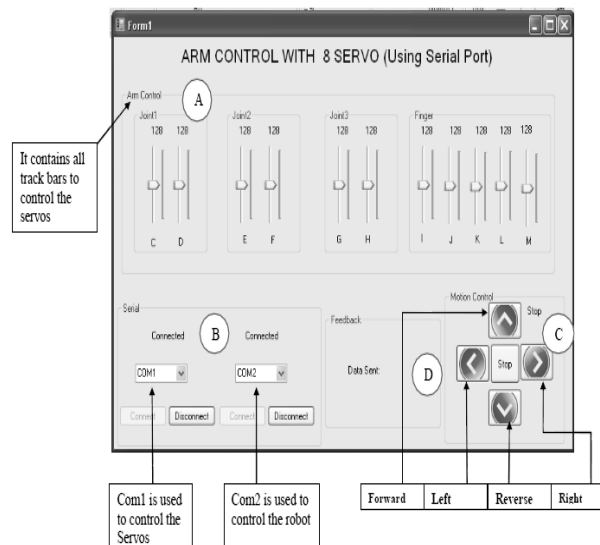 Form1
ARM CONTROL WITH 8 SERVO (Using Serial Port)
Arm Control
A
Joint1
Joint2
Joint3
Finger
128 128
128 128
128 128
128 128 128 128 128
C D
E F
G H
I J K L M
It contains all
track bars to
control the
servos
Serial
Connected
B
Connected
COM1
COM2
Connect
Disconnect
Connect
Disconnect
Feedback
Data Sent:
D
Motion Control
Stop
C
Stop
Com1 is used
to control the
Servos
Com2 is used to
control the robot
Forward
Left
Reverse
Right